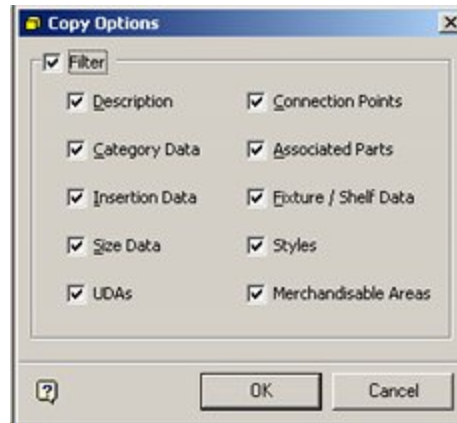 Copy Options
Filter
Description
Connection Points
Category Data
Associated Parts
Insertion Data
Fixture / Shelf Data
Size Data
Styles
UDAs
Merchandisable Areas
OK
Cancel